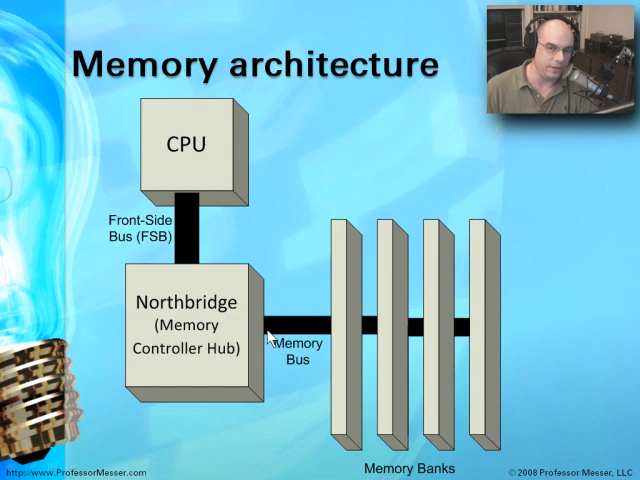 Memory architecture
CPU
Front-Side
Bus (FSB)
Northbridge
(Memory
Controller Hub)
Memory
Bus
Memory Banks
http://www.ProfessorMesser.com
© 2008 Professor Messer, LLC